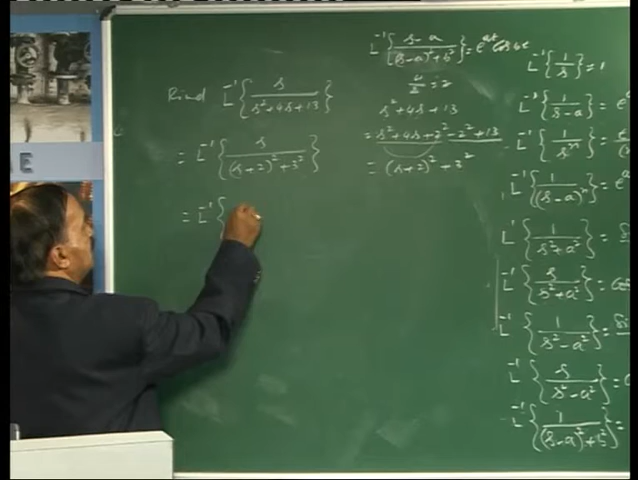 L⁻¹{(s-a)/((s-a)²+b²)} = e^{at} cos bt
4/2 = 2
Find L⁻¹{s/(s²+4s+13)}
s²+4s+13
= L⁻¹{s/((s+2)²+3²)}
= s²+4s+2²-2²+13
= (s+2)²+3²
= L⁻¹{
L⁻¹{1/s} = 1
L⁻¹{1/(s-a)} = e
L⁻¹{1/sⁿ} =
L⁻¹{1/(s-a)ⁿ} = e
L⁻¹{1/(s²+a²)} =
L⁻¹{s/(s²+a²)} = cos
L⁻¹{1/(s²-a²)} =
L⁻¹{s/(s²-a²)} =
L⁻¹{1/((s-a)²+b²)} =
E